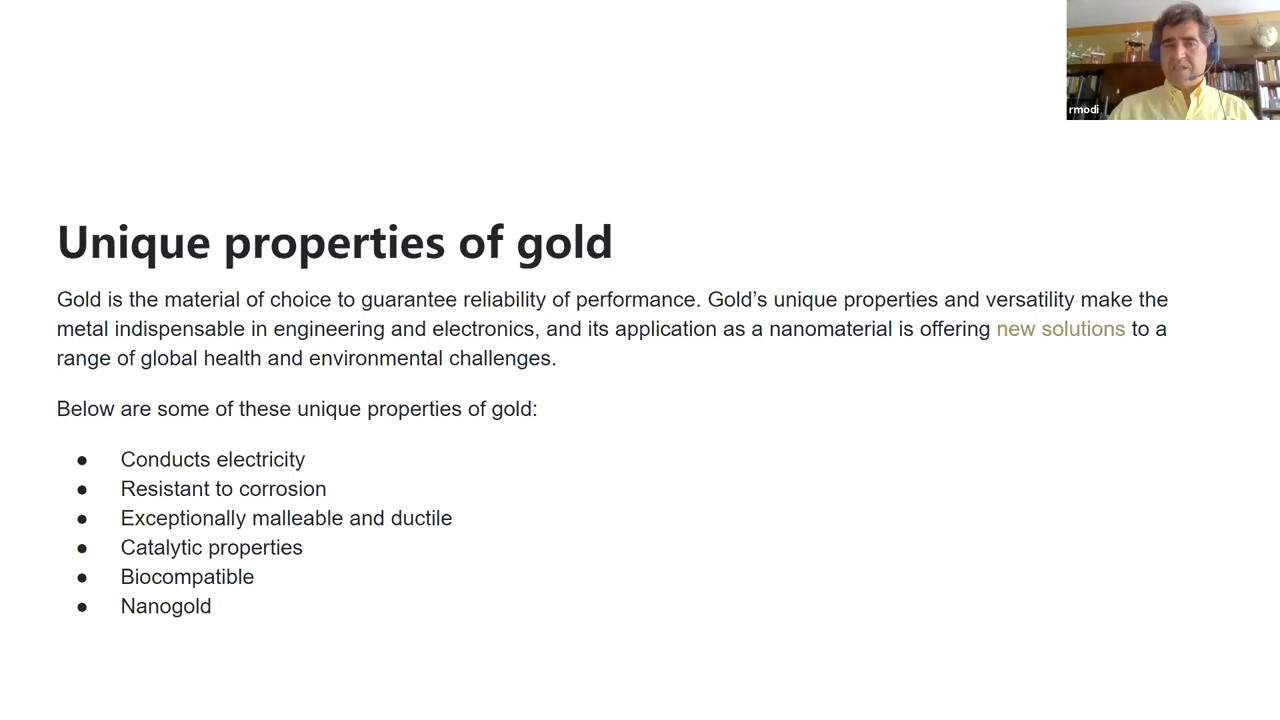 rmodi
Unique properties of gold
Gold is the material of choice to guarantee reliability of performance. Gold’s unique properties and versatility make the
metal indispensable in engineering and electronics, and its application as a nanomaterial is offering new solutions to a
range of global health and environmental challenges.
Below are some of these unique properties of gold:
● Conducts electricity
● Resistant to corrosion
● Exceptionally malleable and ductile
● Catalytic properties
● Biocompatible
● Nanogold